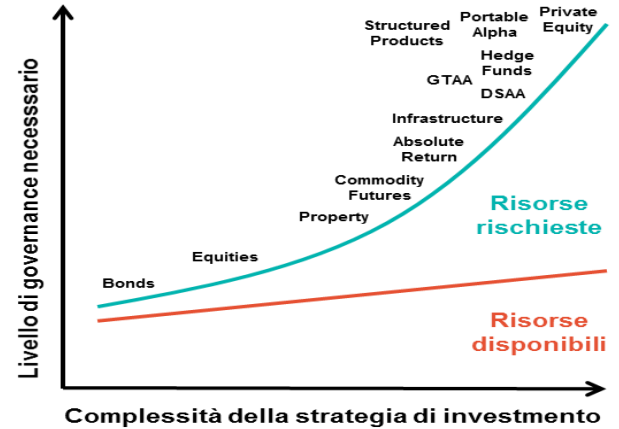 Structured
Products
Portable
Alpha
Private
Equity
Hedge
Funds
GTAA
DSAA
Infrastructure
Absolute
Return
Commodity
Futures
Property
Equities
Bonds
Risorse
rischieste
Risorse
disponibili
Livello di governance necesssario
Complessità della strategia di investmento